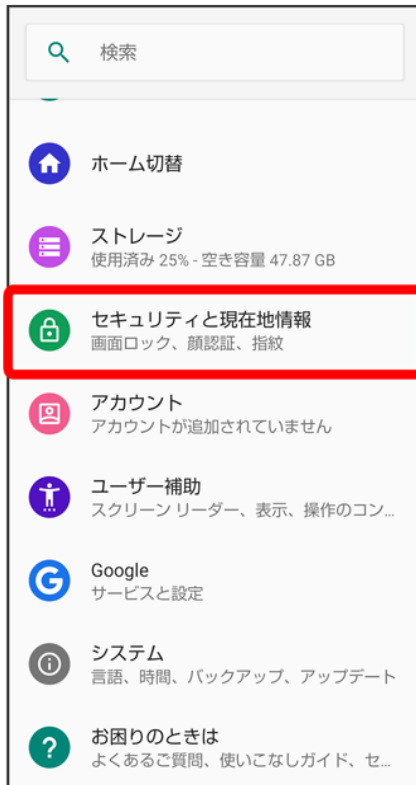 検索
ホーム切替
ストレージ
使用済み 25% - 空き容量 47.87 GB
セキュリティと現在地情報
画面ロック、顔認証、指紋
アカウント
アカウントが追加されていません
ユーザー補助
スクリーン リーダー、表示、操作のコン...
Google
サービスと設定
システム
言語、時間、バックアップ、アップデート
お困りのときは
よくあるご質問、使いこなしガイド、セ...